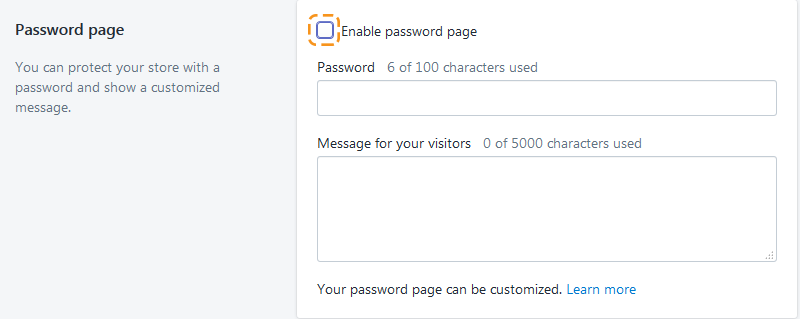 Password page
You can protect your store with a
password and show a customized
message.
Enable password page
Password 6 of 100 characters used
Message for your visitors 0 of 5000 characters used
Your password page can be customized. Learn more